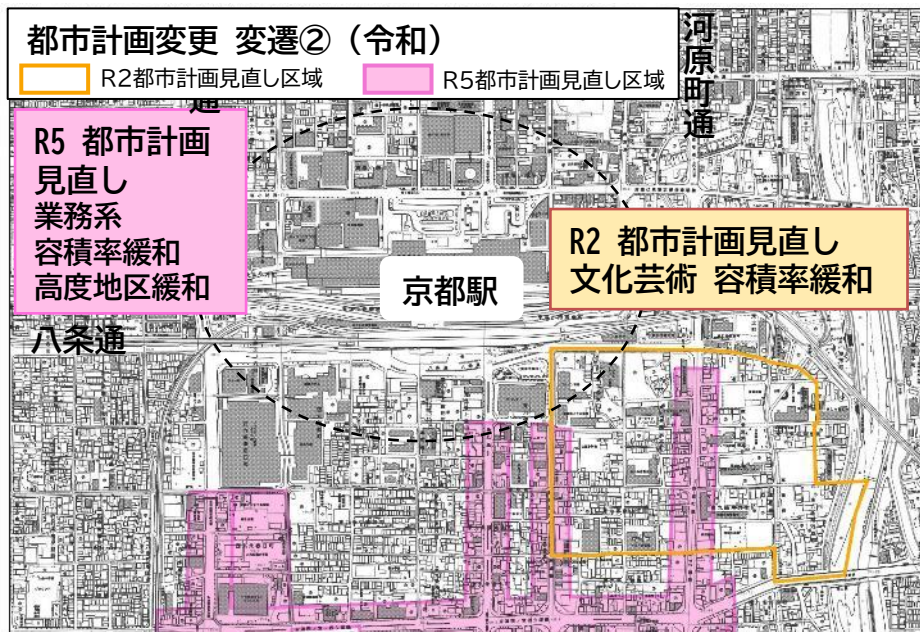 都市計画変更 変遷②（令和）
R2都市計画見直し区域
R5都市計画見直し区域
河原町通
通
R5 都市計画
見直し
業務系
容積率緩和
高度地区緩和
R2 都市計画見直し
文化芸術 容積率緩和
京都駅
八条通